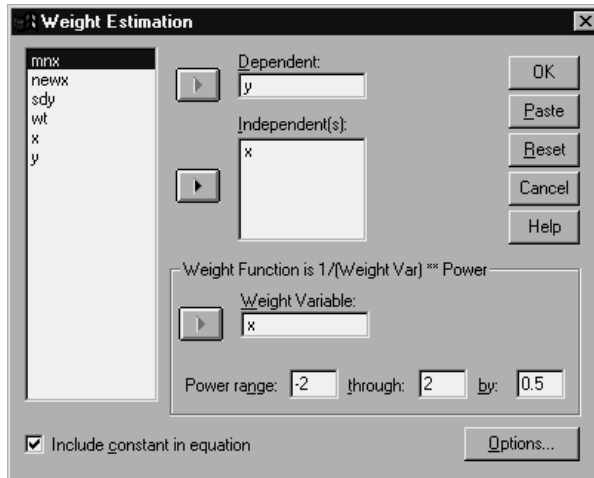 Weight Estimation
mnx
newx
sdy
wt
x
y
Dependent:
y
Independent(s):
x
OK
Paste
Reset
Cancel
Help
Weight Function is 1/(Weight Var) ** Power
Weight Variable:
x
Power range: -2 through: 2 by: 0.5
Include constant in equation
Options...